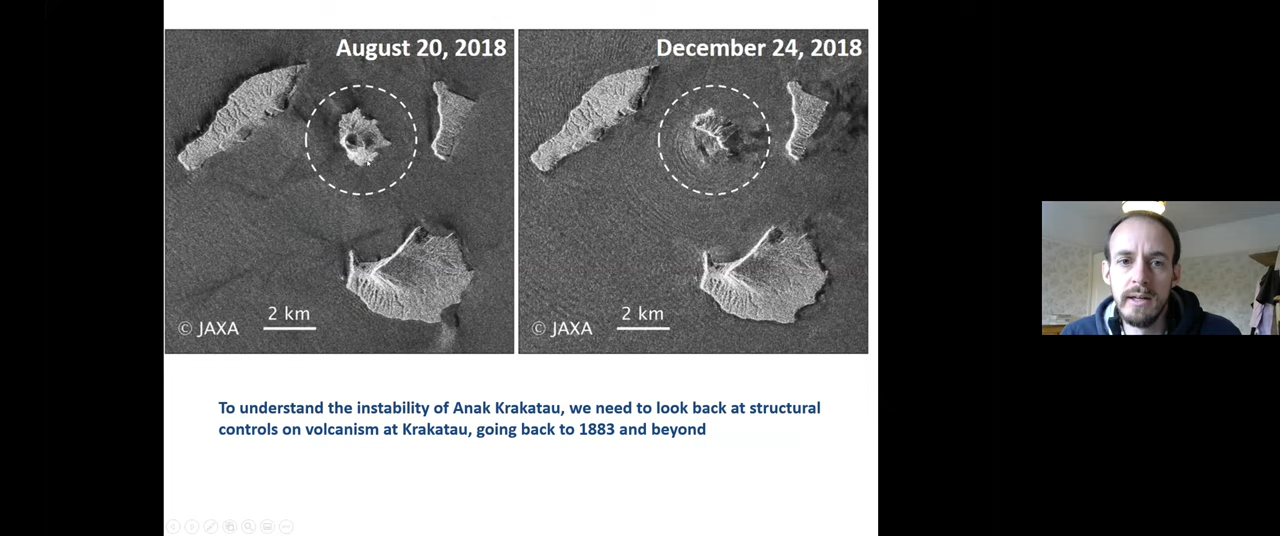 August 20, 2018
December 24, 2018
2 km
© JAXA
2 km
© JAXA
To understand the instability of Anak Krakatau, we need to look back at structural
controls on volcanism at Krakatau, going back to 1883 and beyond